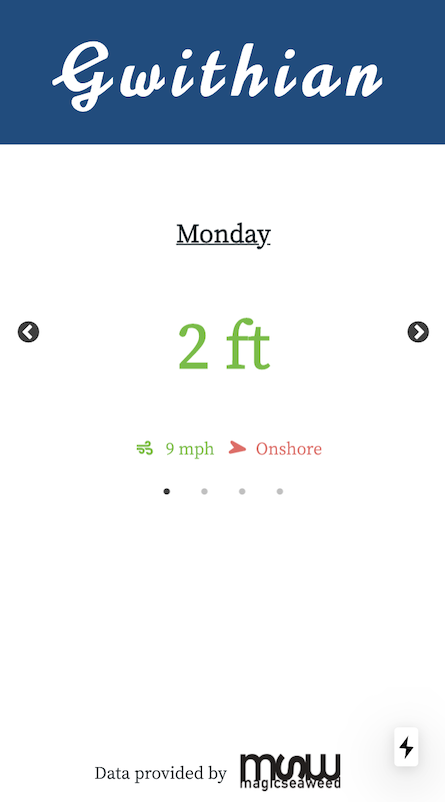 Gwithian
Monday
2 ft
9 mph Onshore
Data provided by msw
magicseaweed